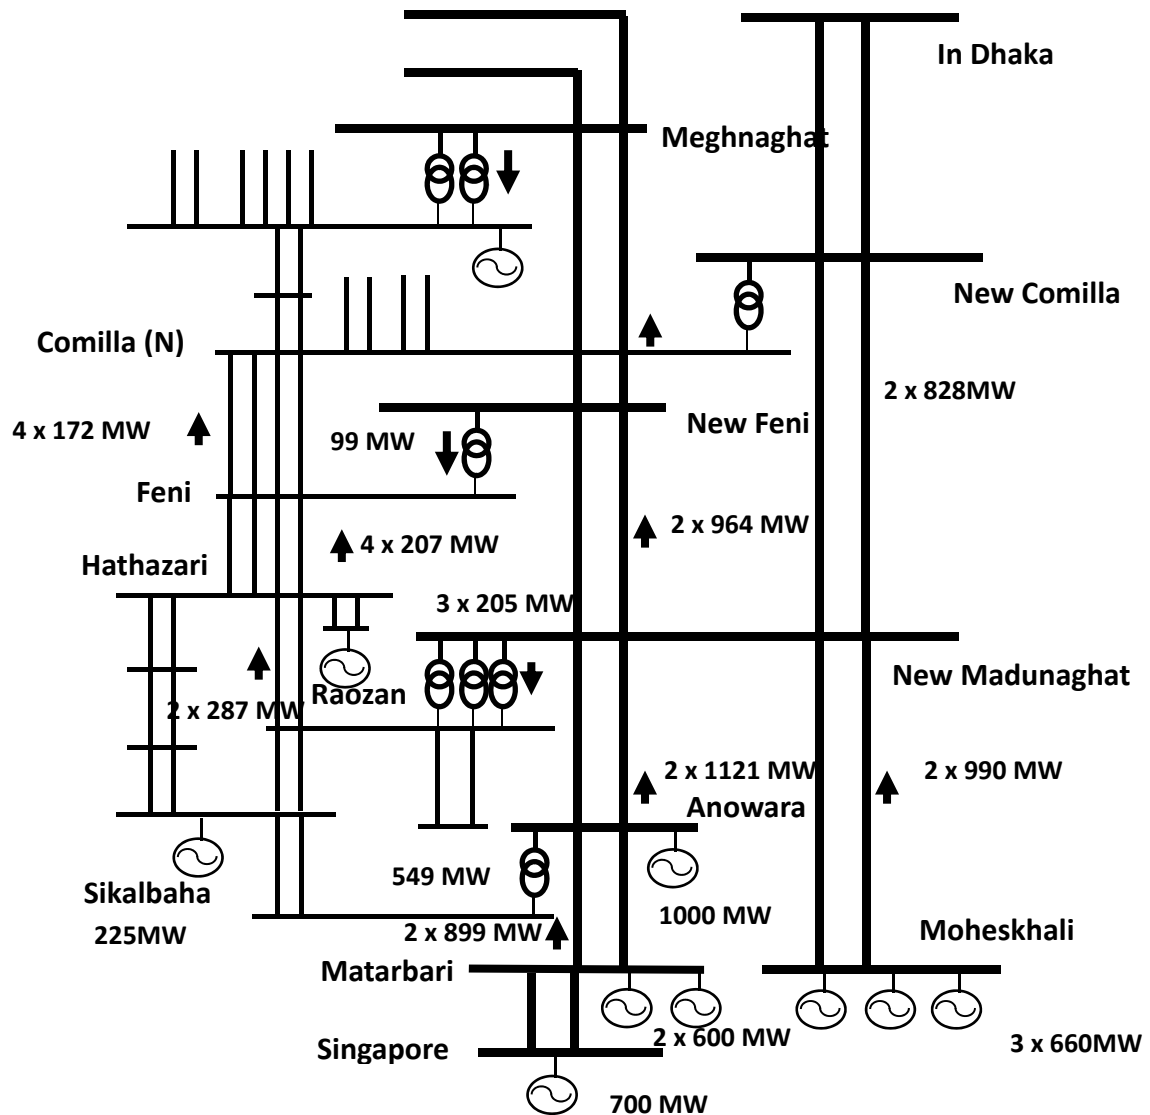 In Dhaka
Meghnaghat
New Comilla
Comilla (N)
2 x 828MW
4 x 172 MW
99 MW
New Feni
Feni
2 x 964 MW
4 x 207 MW
Hathazari
3 x 205 MW
New Madunaghat
Raozan
2 x 287 MW
2 x 1121 MW
2 x 990 MW
Anowara
549 MW
Sikalbaha
225MW
1000 MW
2 x 899 MW
Moheskhali
Matarbari
2 x 600 MW
3 x 660MW
Singapore
700 MW